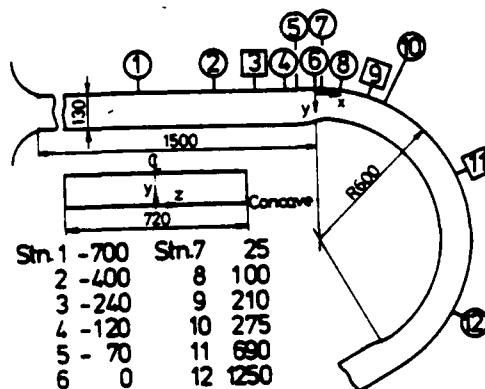 5 7
1 2 3 4 6 8 9 10
130
y x
1500
R600
11
C
L
y z
Concave
720
12
Stn.1 -700 Stn.7 25
2 -400 8 100
3 -240 9 210
4 -120 10 275
5 - 70 11 690
6 0 12 1250